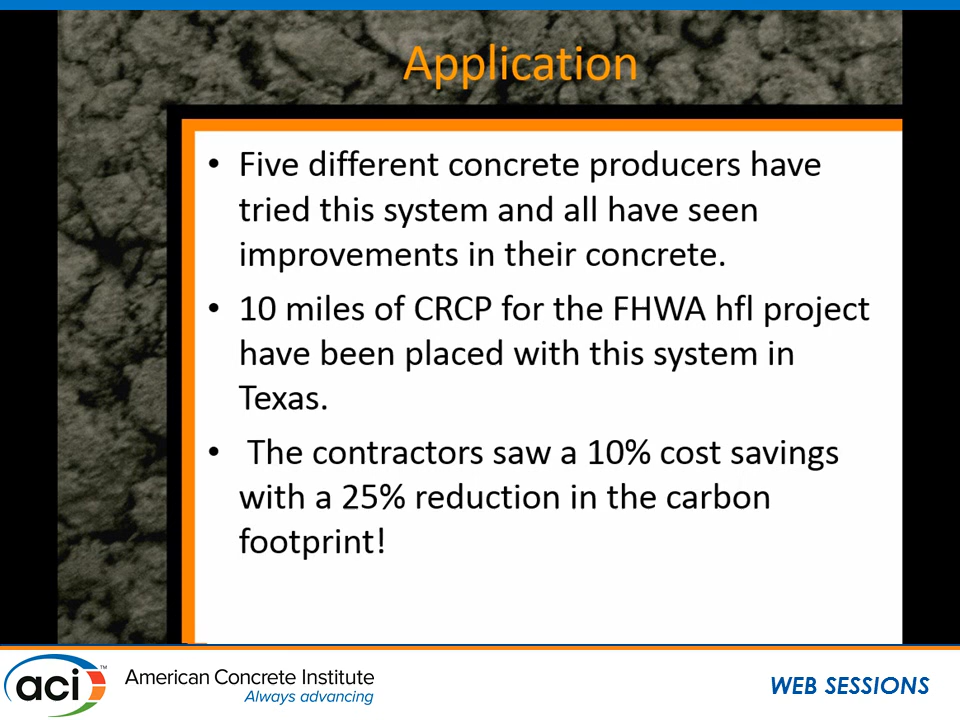 Application
• Five different concrete producers have
tried this system and all have seen
improvements in their concrete.
• 10 miles of CRCP for the FHWA hfl project
have been placed with this system in
Texas.
• The contractors saw a 10% cost savings
with a 25% reduction in the carbon
footprint!
aci™
American Concrete Institute
Always advancing
WEB SESSIONS